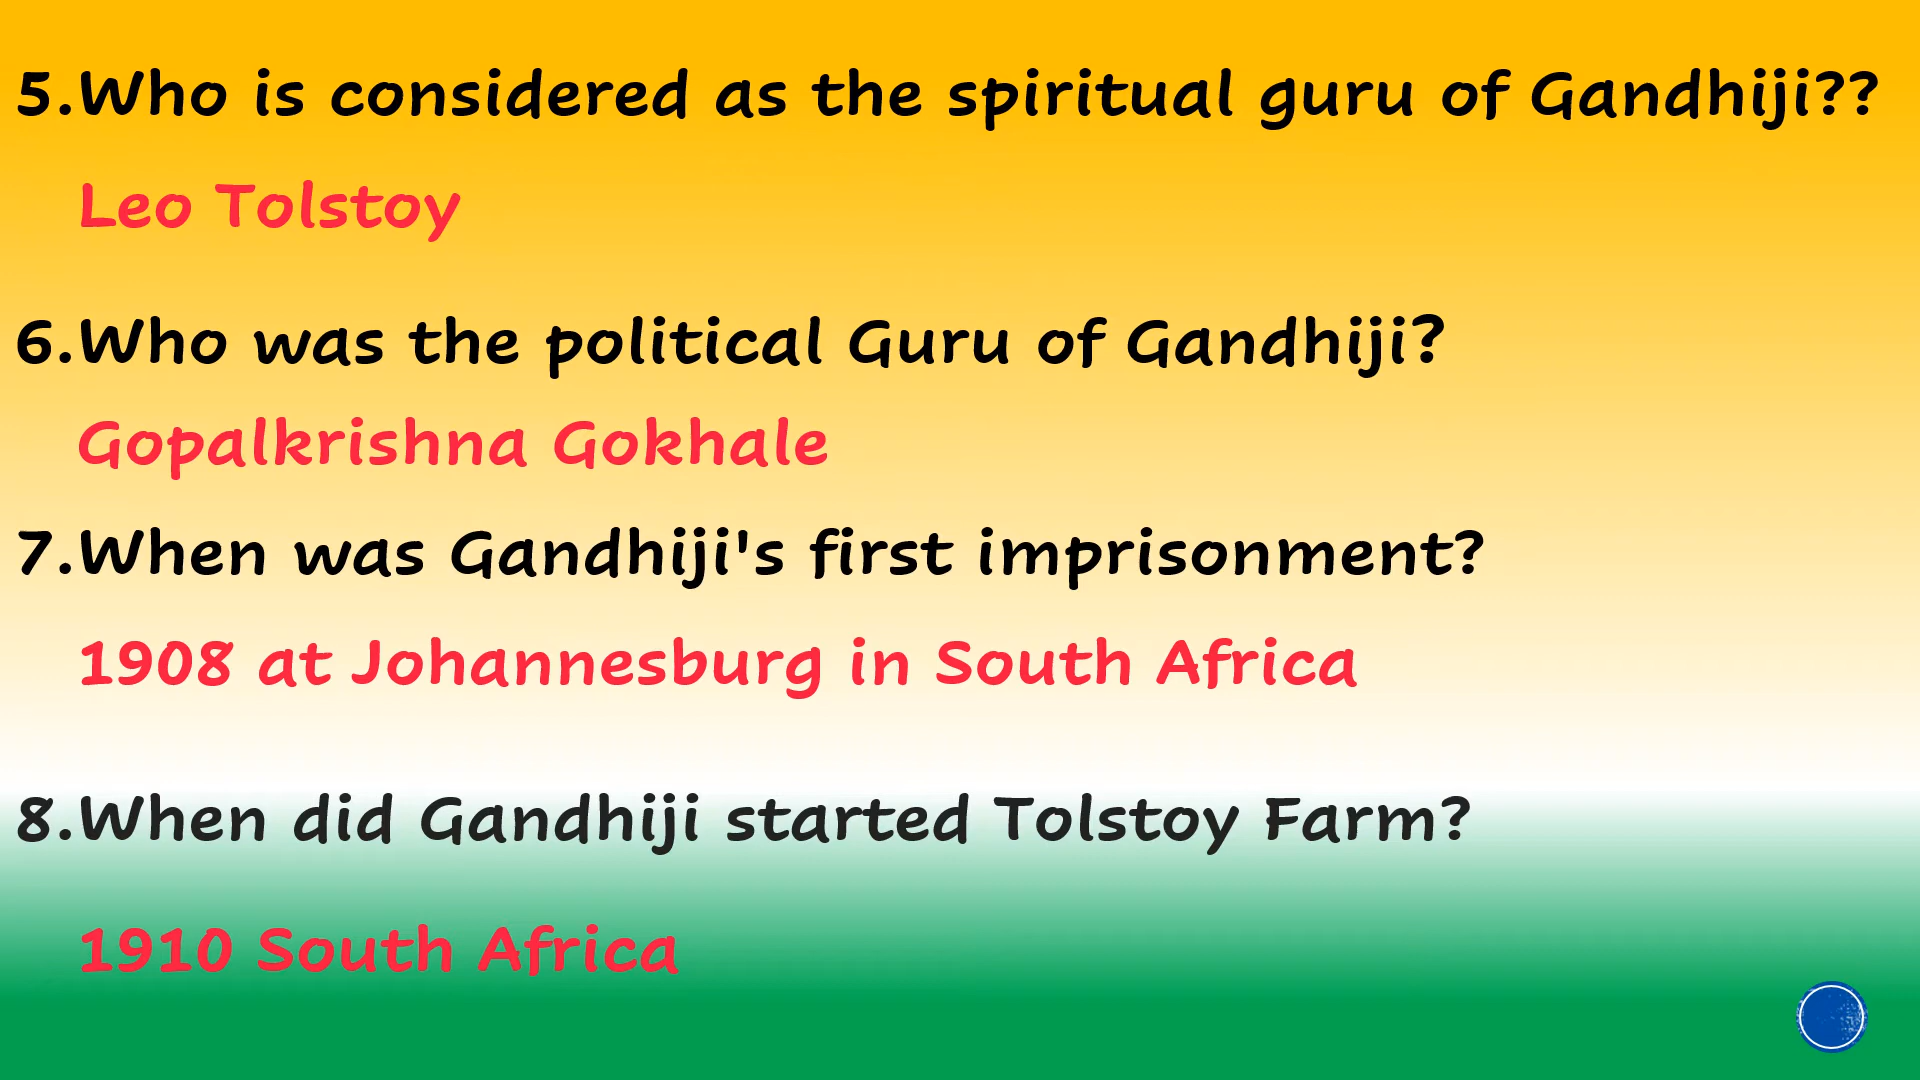 5.Who is considered as the spiritual guru of Gandhiji??
Leo Tolstoy
6.Who was the political Guru of Gandhiji?
Gopalkrishna Gokhale
7.When was Gandhiji's first imprisonment?
1908 at Johannesburg in South Africa
8.When did Gandhiji started Tolstoy Farm?
1910 South Africa